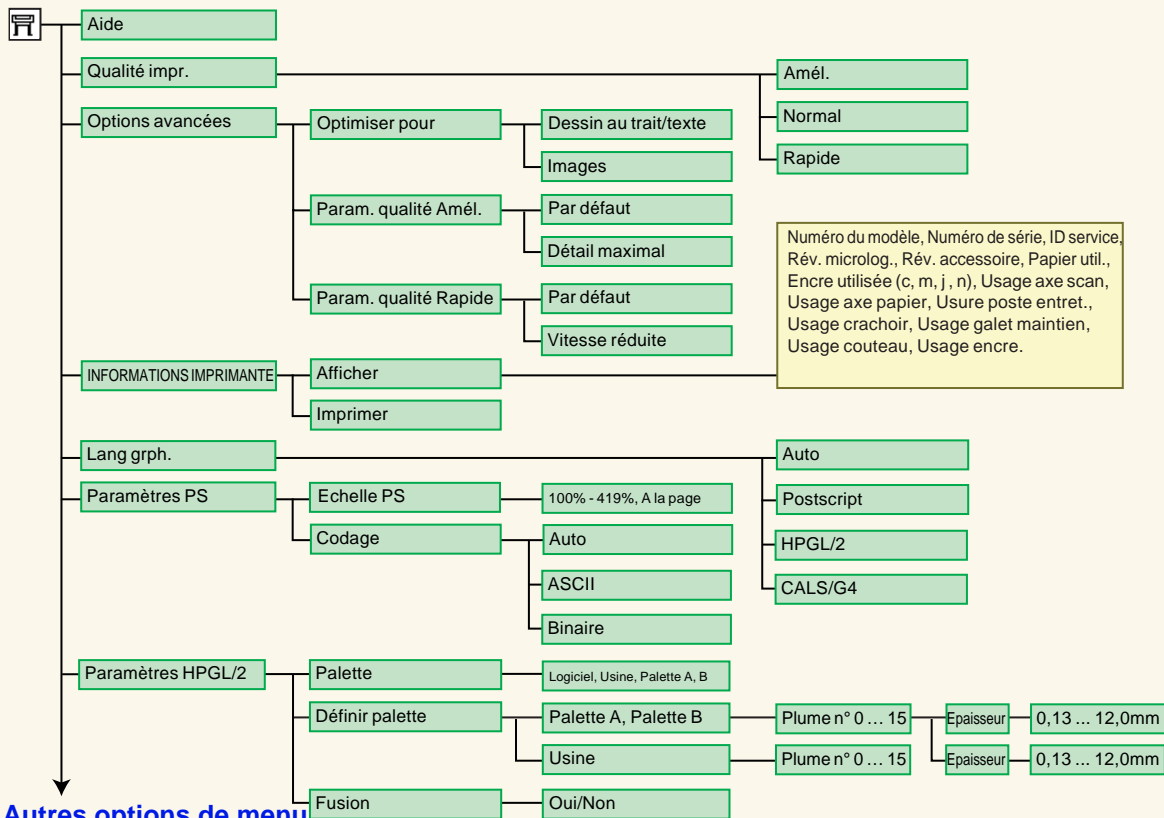 Aide
Qualité impr.
Amél.
Normal
Rapide
Options avancées
Optimiser pour
Dessin au trait/texte
Images
Param. qualité Amél.
Par défaut
Détail maximal
Param. qualité Rapide
Par défaut
Vitesse réduite
Numéro du modèle, Numéro de série, ID service,
Rév. microlog., Rév. accessoire, Papier util.,
Encre utilisée (c, m, j , n), Usage axe scan,
Usage axe papier, Usure poste entret.,
Usage crachoir, Usage galet maintien,
Usage couteau, Usage encre.
INFORMATIONS IMPRIMANTE
Afficher
Imprimer
Lang grph.
Auto
Postscript
HPGL/2
CALS/G4
Paramètres PS
Echelle PS
100% - 419%, A la page
Codage
Auto
ASCII
Binaire
Paramètres HPGL/2
Palette
Logiciel, Usine, Palette A, B
Définir palette
Palette A, Palette B
Plume n° 0 ... 15
Epaisseur
0,13 ... 12,0mm
Usine
Plume n° 0 ... 15
Epaisseur
0,13 ... 12,0mm
Fusion
Oui/Non
Autres options de menu